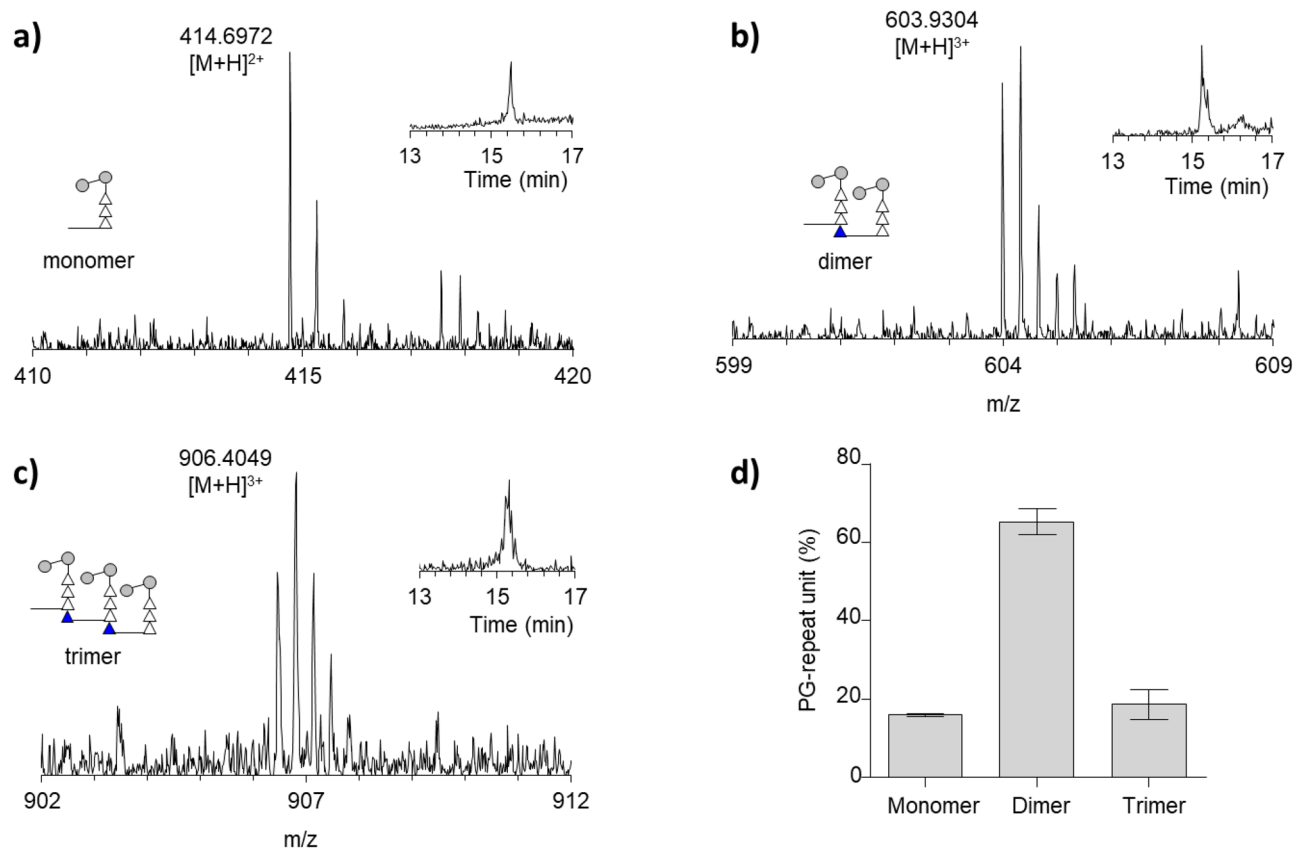 a)
414.6972
[M+H]2+
13 15 17
Time (min)
monomer
410 415 420
b)
603.9304
[M+H]3+
13 15 17
Time (min)
dimer
599 604 609
m/z
c)
906.4049
[M+H]3+
13 15 17
Time (min)
trimer
902 907 912
m/z
d)
PG-repeat unit (%)
80
60
40
20
0
Monomer Dimer Trimer